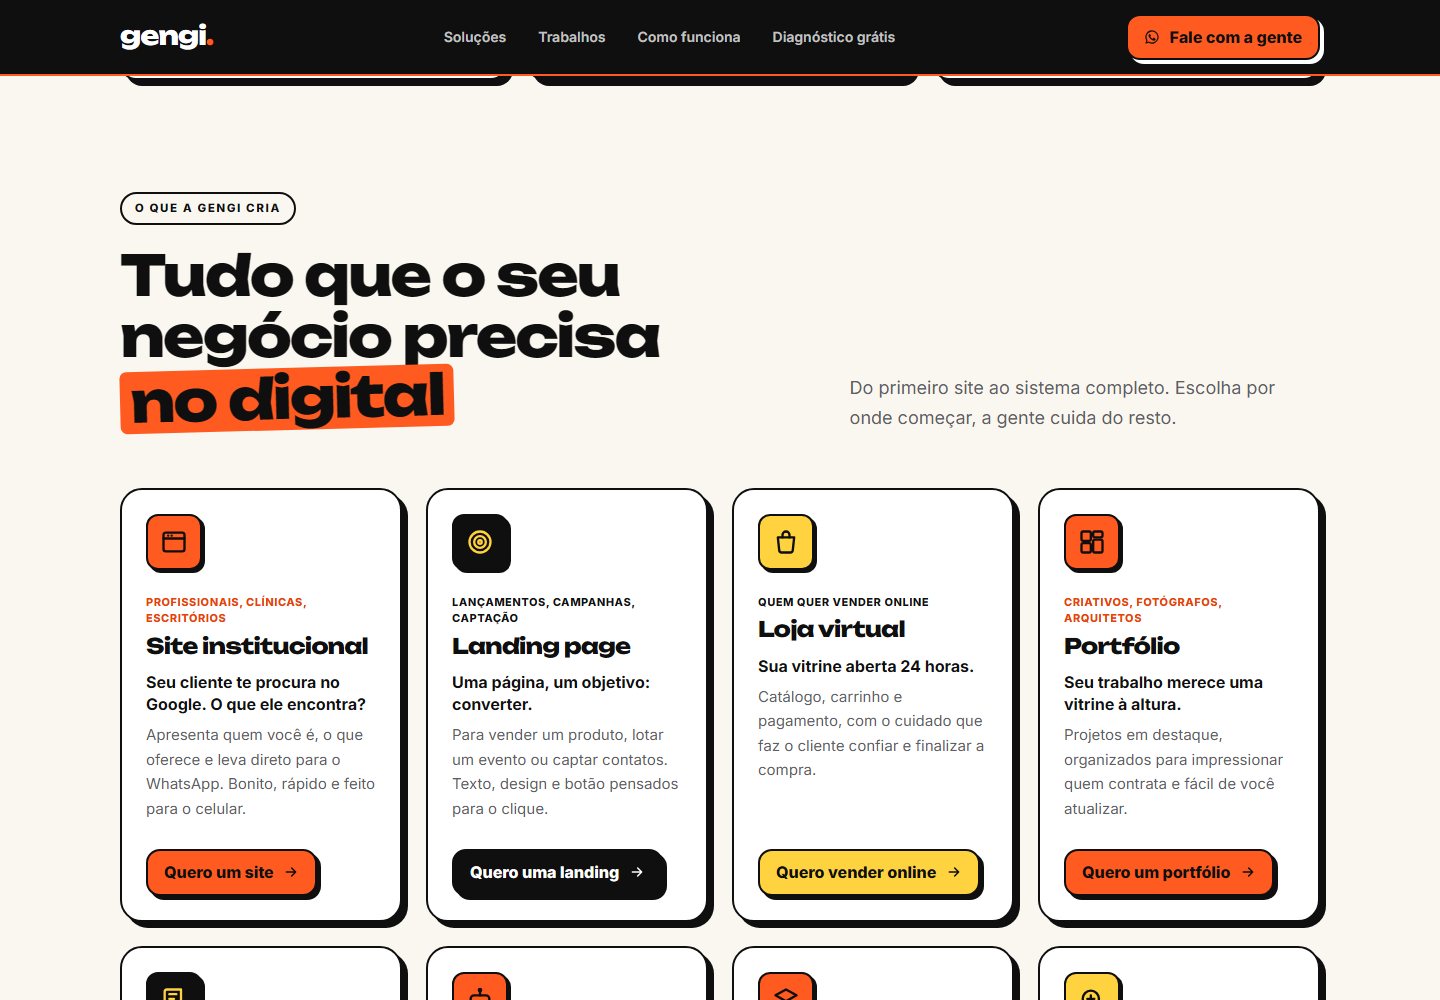 gengi.
Soluções
Trabalhos
Como funciona
Diagnóstico grátis
Fale com a gente
O QUE A GENGI CRIA
Tudo que o seu
negócio precisa
no digital
Do primeiro site ao sistema completo. Escolha por
onde começar, a gente cuida do resto.
PROFISSIONAIS, CLÍNICAS,
ESCRITÓRIOS
Site institucional
Seu cliente te procura no
Google. O que ele encontra?
Apresenta quem você é, o que
oferece e leva direto para o
WhatsApp. Bonito, rápido e feito
para o celular.
Quero um site →
LANÇAMENTOS, CAMPANHAS,
CAPTAÇÃO
Landing page
Uma página, um objetivo:
converter.
Para vender um produto, lotar
um evento ou captar contatos.
Texto, design e botão pensados
para o clique.
Quero uma landing →
QUEM QUER VENDER ONLINE
Loja virtual
Sua vitrine aberta 24 horas.
Catálogo, carrinho e
pagamento, com o cuidado que
faz o cliente confiar e finalizar a
compra.
Quero vender online →
CRIATIVOS, FOTÓGRAFOS,
ARQUITETOS
Portfólio
Seu trabalho merece uma
vitrine à altura.
Projetos em destaque,
organizados para impressionar
quem contrata e fácil de você
atualizar.
Quero um portfólio →